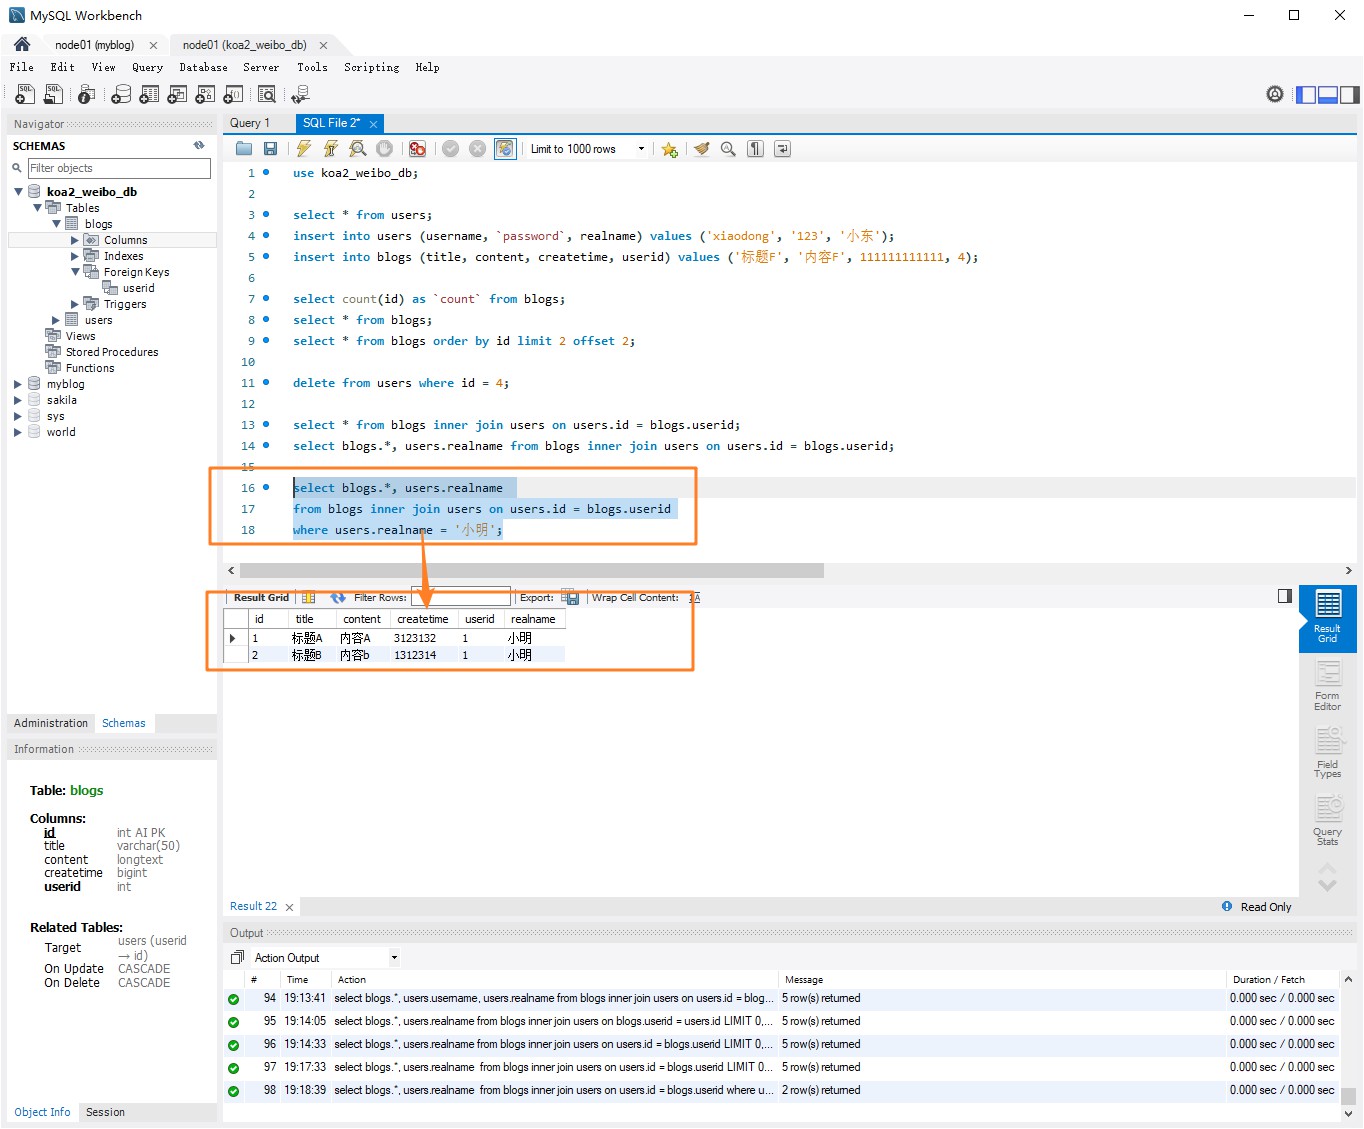 MySQL Workbench
node01 (myblog)
node01 (koa2_weibo_db)
File Edit View Query Database Server Tools Scripting Help
Navigator
SCHEMAS
Filter objects
koa2_weibo_db
Tables
blogs
Columns
Indexes
Foreign Keys
userid
Triggers
users
Views
Stored Procedures
Functions
myblog
sakila
sys
world
Administration Schemas
Information
Table: blogs
Columns:
id int AI PK
title varchar(50)
content longtext
createtime bigint
userid int
Related Tables:
Target users (userid
→ id)
On Update CASCADE
On Delete CASCADE
Object Info Session
Query 1 SQL File 2*
Limit to 1000 rows
1 use koa2_weibo_db;
2
3 select * from users;
4 insert into users (username, `password`, realname) values ('xiaodong', '123', '小东');
5 insert into blogs (title, content, createtime, userid) values ('标题F', '内容F', 111111111111, 4);
6
7 select count(id) as `count` from blogs;
8 select * from blogs;
9 select * from blogs order by id limit 2 offset 2;
10
11 delete from users where id = 4;
12
13 select * from blogs inner join users on users.id = blogs.userid;
14 select blogs.*, users.realname from blogs inner join users on users.id = blogs.userid;
15
16 select blogs.*, users.realname
17 from blogs inner join users on users.id = blogs.userid
18 where users.realname = '小明';
Result Grid Filter Rows: Export: Wrap Cell Content:
id title content createtime userid realname
1 标题A 内容A 3123132 1 小明
2 标题B 内容b 1312314 1 小明
Result
Grid
Form
Editor
Field
Types
Query
Stats
Result 22
Read Only
Output
Action Output
# Time Action Message Duration / Fetch
94 19:13:41 select blogs.*, users.username, users.realname from blogs inner join users on users.id = blog... 5 row(s) returned 0.000 sec / 0.000 sec
95 19:14:05 select blogs.*, users.realname from blogs inner join users on blogs.userid = users.id LIMIT 0,... 5 row(s) returned 0.000 sec / 0.000 sec
96 19:14:33 select blogs.*, users.realname from blogs inner join users on users.id = blogs.userid LIMIT 0,... 5 row(s) returned 0.000 sec / 0.000 sec
97 19:17:33 select blogs.*, users.realname from blogs inner join users on users.id = blogs.userid LIMIT 0... 5 row(s) returned 0.000 sec / 0.000 sec
98 19:18:39 select blogs.*, users.realname from blogs inner join users on users.id = blogs.userid where u... 2 row(s) returned 0.000 sec / 0.000 sec